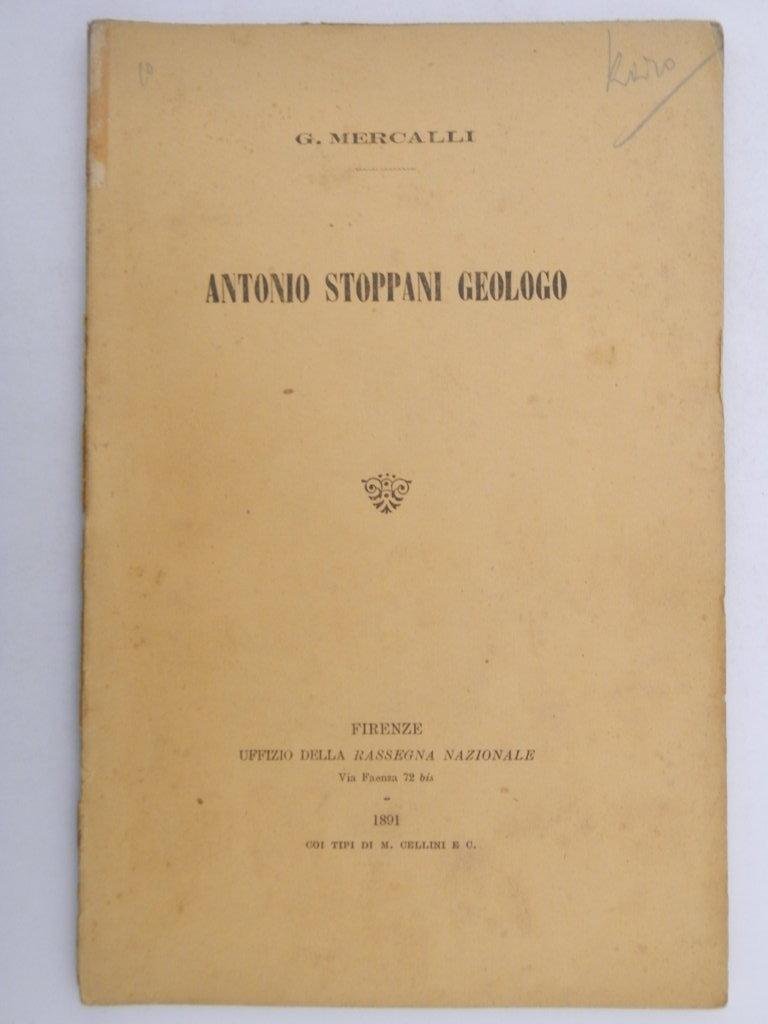 G. MERCALLI
ANTONIO STOPPANI GEOLOGO
FIRENZE
UFFIZIO DELLA RASSEGNA NAZIONALE
Via Faenza 72 bis
1891
COI TIPI DI M. CELLINI E C.